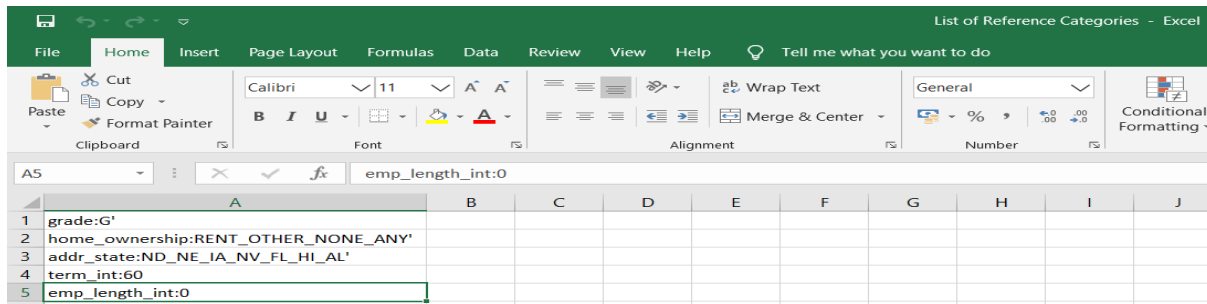 List of Reference Categories - Excel
File Home Insert Page Layout Formulas Data Review View Help Tell me what you want to do
Paste
Cut
Copy
Format Painter
Clipboard
Calibri 11 A A
B I U A
Font
ab Wrap Text
Merge & Center
Alignment
General
% ,
Number
Conditional
Formatting
A5 fx emp_length_int:0
A B C D E F G H I J
1 grade:G'
2 home_ownership:RENT_OTHER_NONE_ANY'
3 addr_state:ND_NE_IA_NV_FL_HI_AL'
4 term_int:60
5 emp_length_int:0